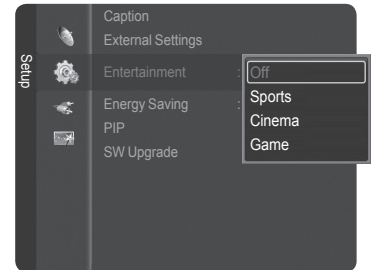 Setup
Caption
External Settings
Entertainment : Off
Energy Saving :
PIP
SW Upgrade
Sports
Cinema
Game